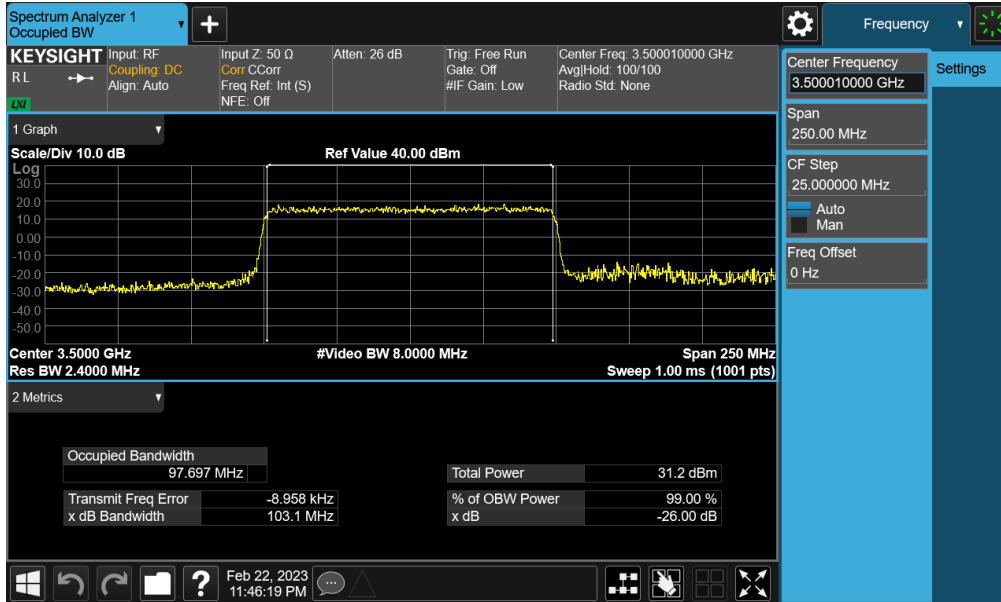 Spectrum Analyzer 1
Occupied BW
Frequency
KEYSIGHT
R L
LXI
Input: RF
Coupling: DC
Align: Auto
Input Z: 50 Ω
Corr CCorr
Freq Ref: Int (S)
NFE: Off
Atten: 26 dB
Trig: Free Run
Gate: Off
#IF Gain: Low
Center Freq: 3.500010000 GHz
Avg|Hold: 100/100
Radio Std: None
Center Frequency
3.500010000 GHz
Settings
Span
250.00 MHz
CF Step
25.000000 MHz
Auto
Man
Freq Offset
0 Hz
1 Graph
Scale/Div 10.0 dB
Ref Value 40.00 dBm
Log
30.0
20.0
10.0
0.00
-10.0
-20.0
-30.0
-40.0
-50.0
Center 3.5000 GHz
#Video BW 8.0000 MHz
Span 250 MHz
Res BW 2.4000 MHz
Sweep 1.00 ms (1001 pts)
2 Metrics
Occupied Bandwidth
97.697 MHz
Total Power 31.2 dBm
Transmit Freq Error -8.958 kHz
% of OBW Power 99.00 %
x dB Bandwidth 103.1 MHz
x dB -26.00 dB
?
Feb 22, 2023
11:46:19 PM